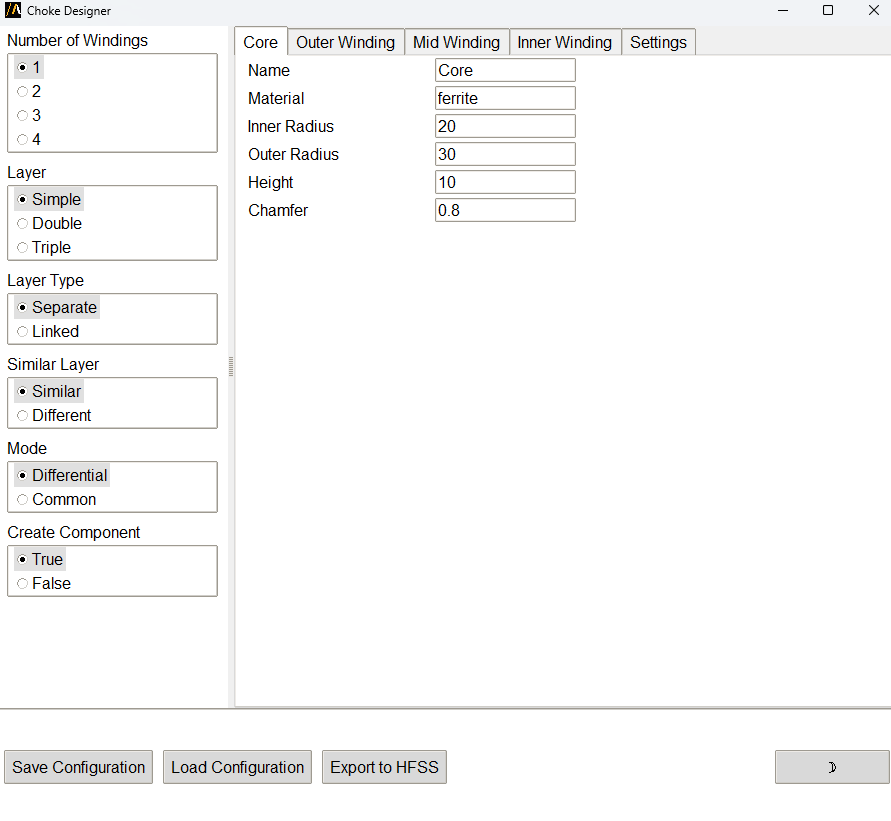 Choke Designer
Number of Windings
1
2
3
4
Layer
Simple
Double
Triple
Layer Type
Separate
Linked
Similar Layer
Similar
Different
Mode
Differential
Common
Create Component
True
False
Core Outer Winding Mid Winding Inner Winding Settings
Name Core
Material ferrite
Inner Radius 20
Outer Radius 30
Height 10
Chamfer 0.8
Save Configuration Load Configuration Export to HFSS